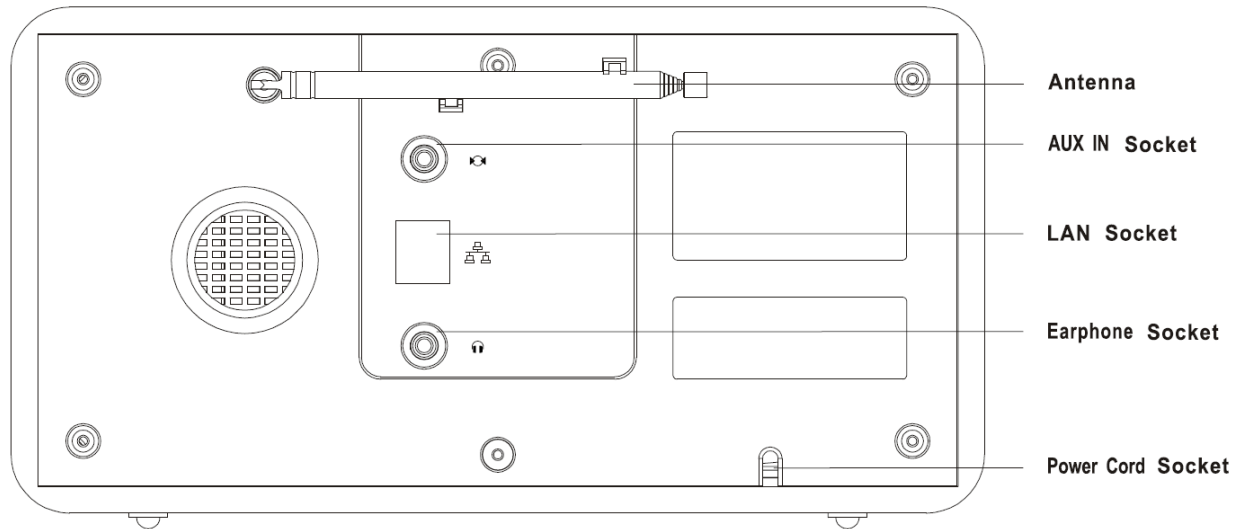 Antenna
AUX IN Socket
LAN Socket
Earphone Socket
Power Cord Socket